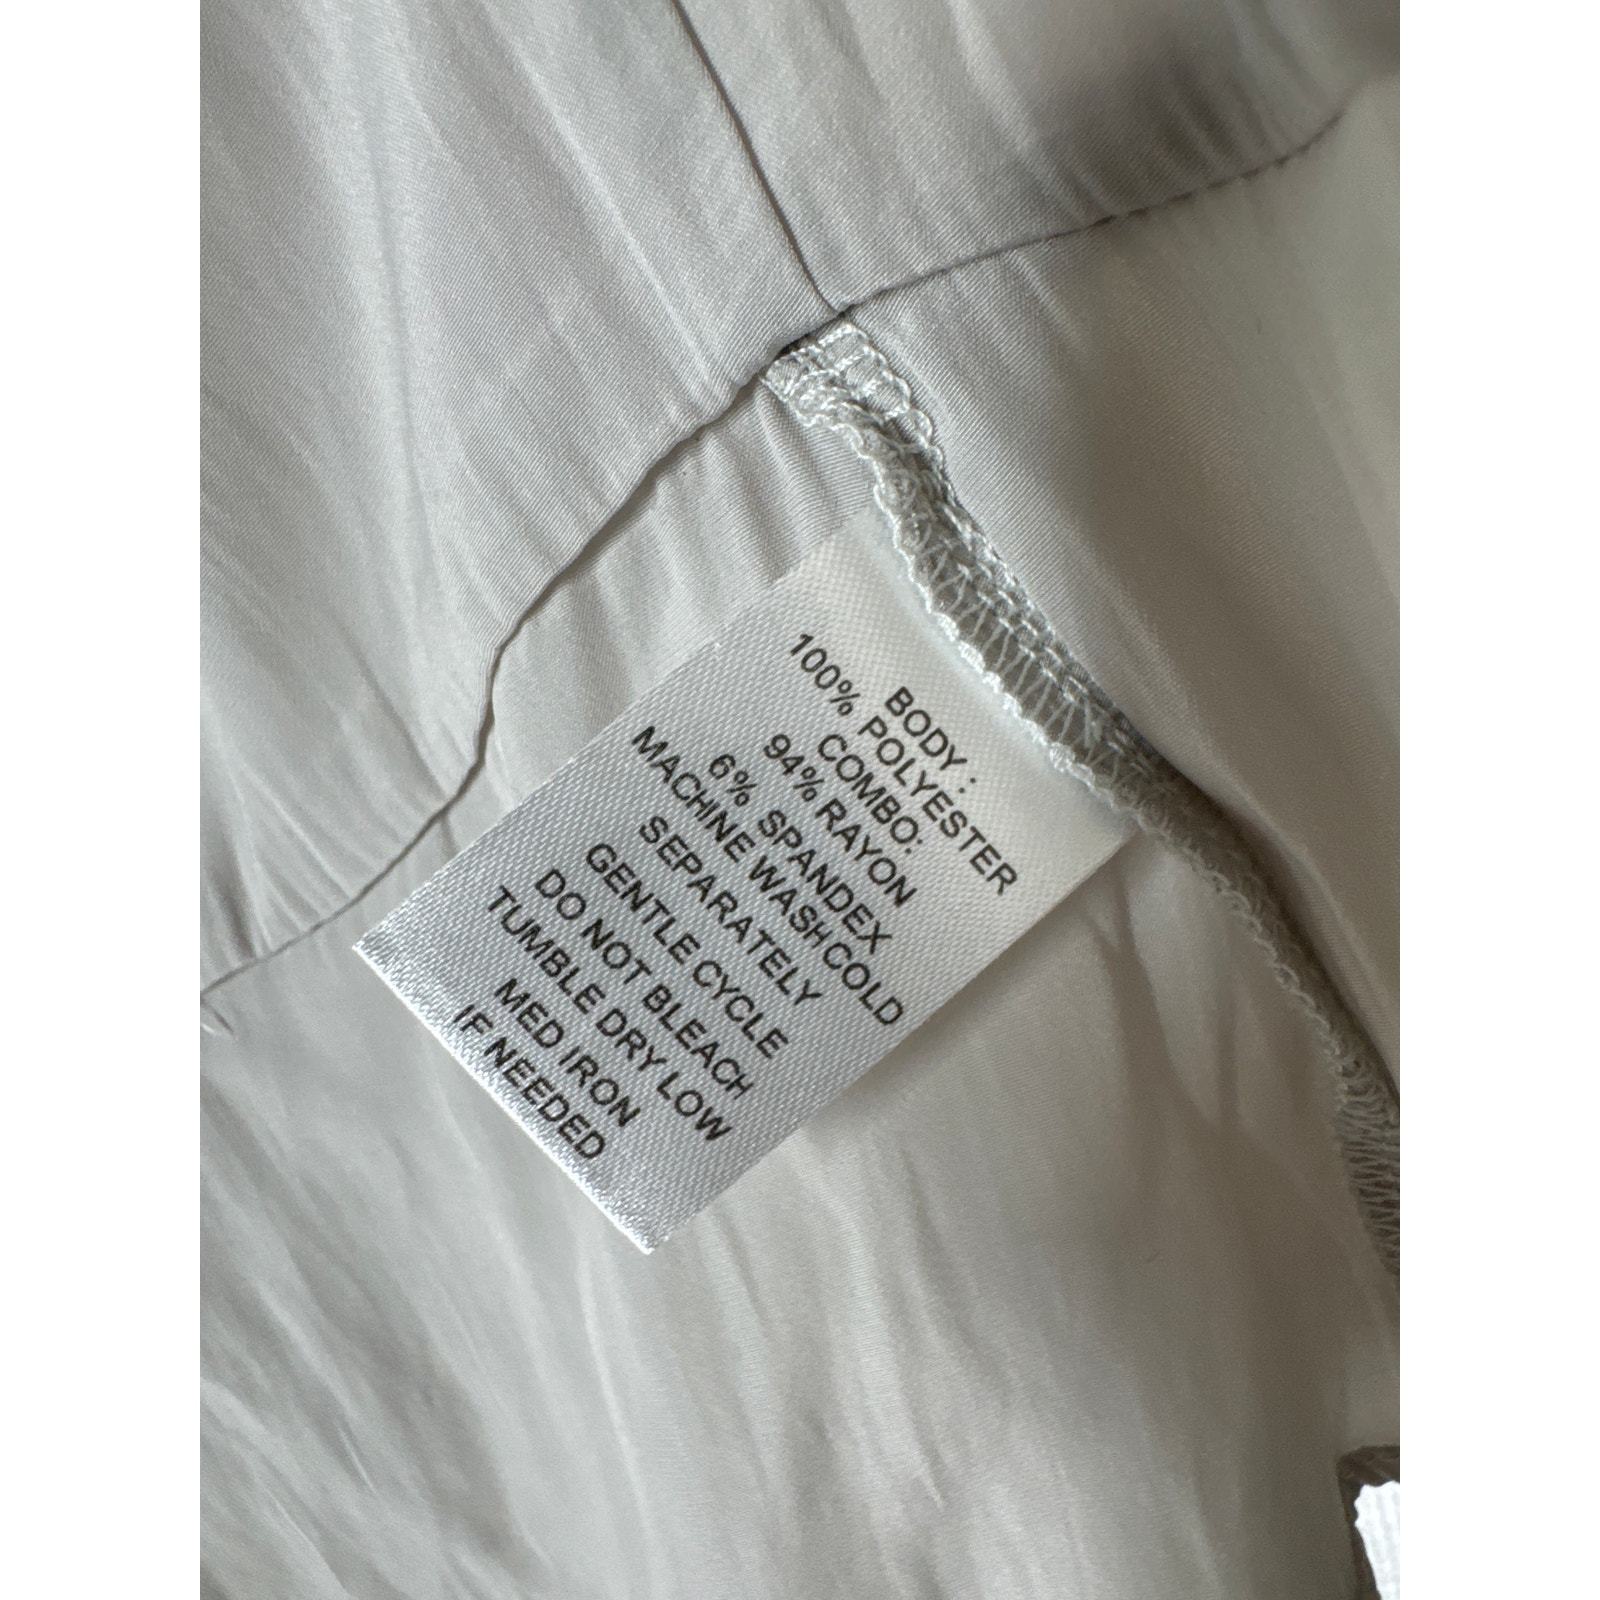 BODY :
100% POLYESTER
COMBO:
94% RAYON
6% SPANDEX
MACHINE WASH COLD
SEPARATELY
GENTLE CYCLE
DO NOT BLEACH
TUMBLE DRY LOW
MED IRON
IF NEEDED